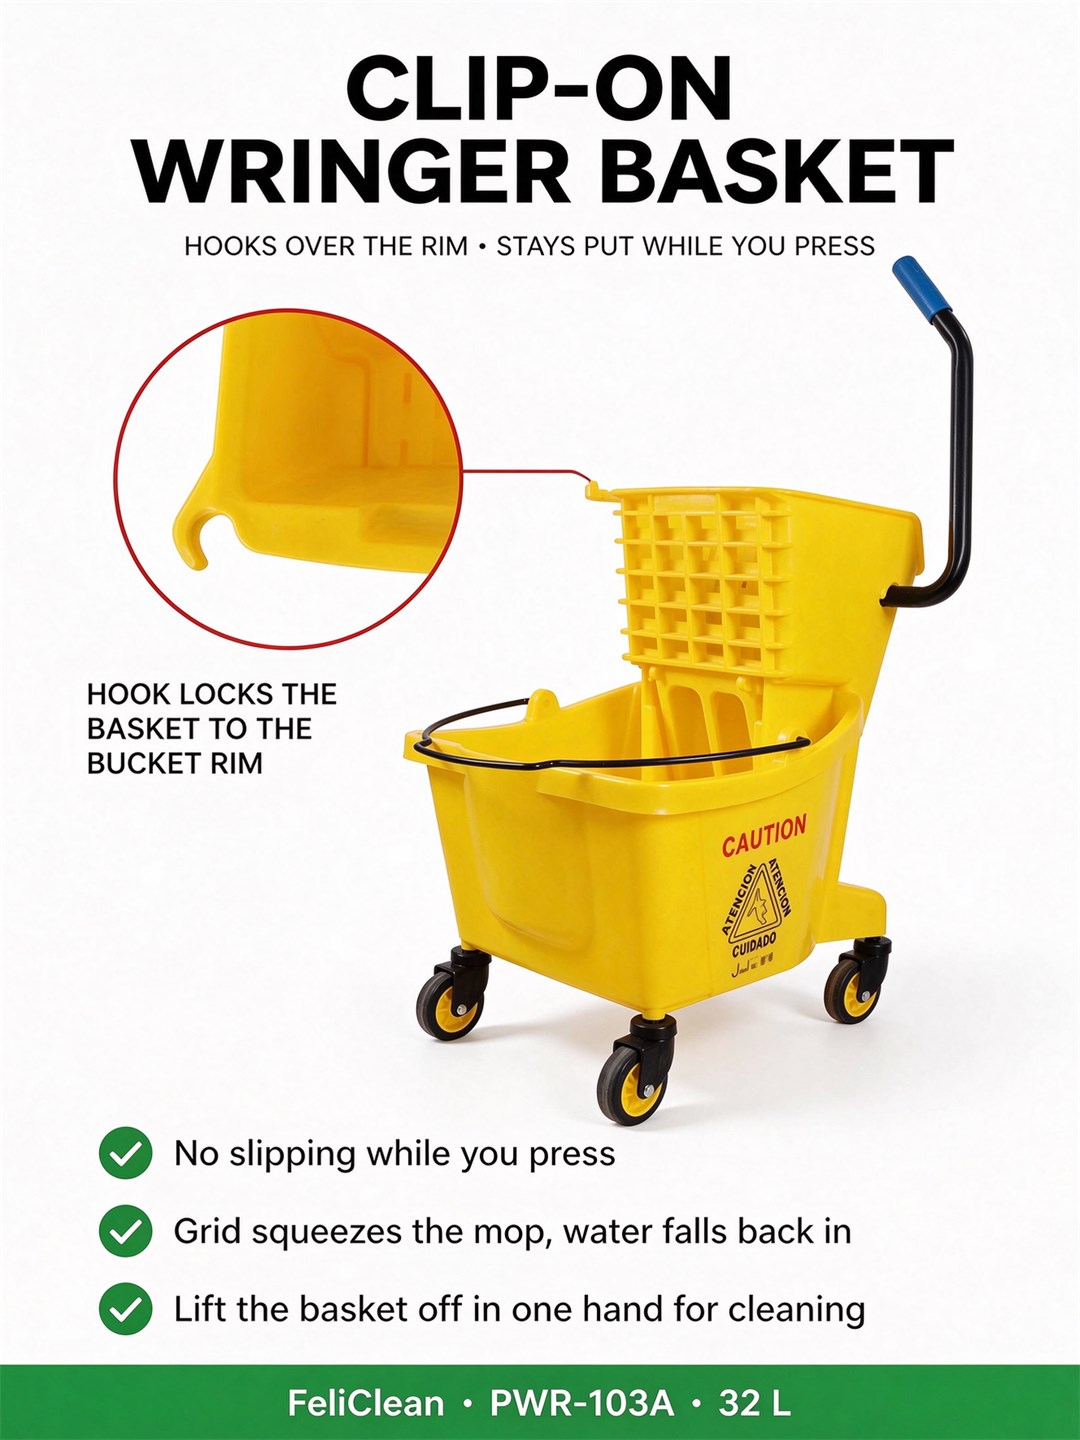 CLIP-ON
WRINGER BASKET
HOOKS OVER THE RIM • STAYS PUT WHILE YOU PRESS
HOOK LOCKS THE
BASKET TO THE
BUCKET RIM
CAUTION
ATENCION
ATENCION
CUIDADO
No slipping while you press
Grid squeezes the mop, water falls back in
Lift the basket off in one hand for cleaning
FeliClean • PWR-103A • 32 L